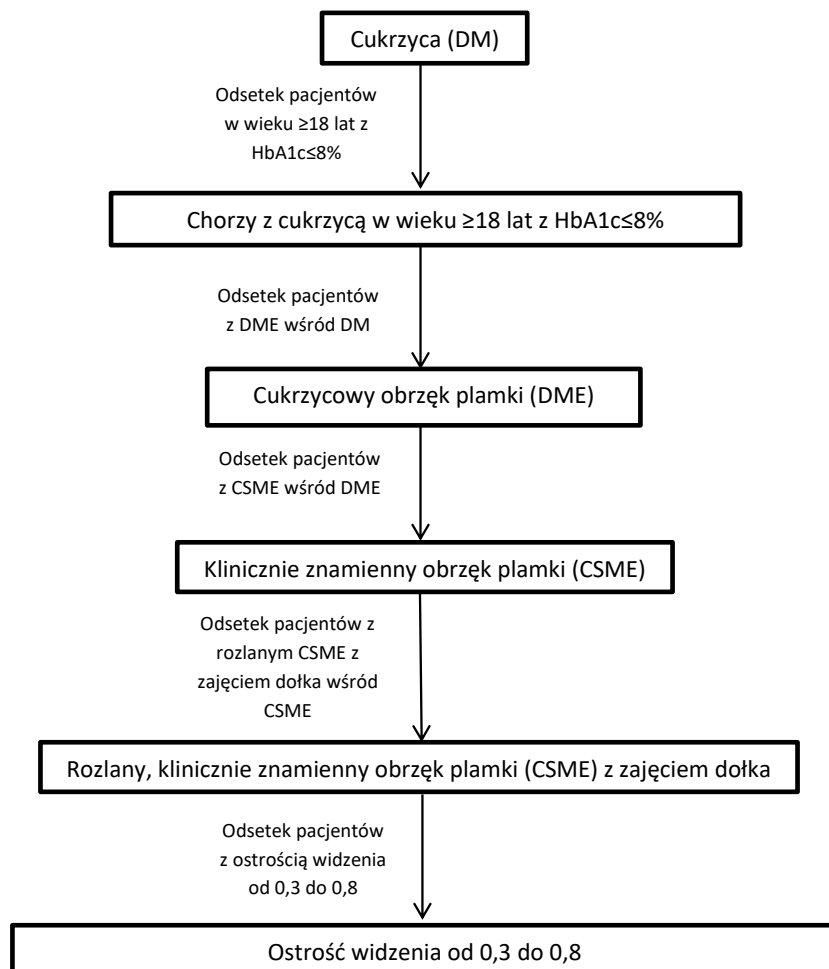 Cukrzyca (DM)
Odsetek pacjentów
w wieku ≥18 lat z
HbA1c≤8%
Chorzy z cukrzycą w wieku ≥18 lat z HbA1c≤8%
Odsetek pacjentów
z DME wśród DM
Cukrzycowy obrzęk plamki (DME)
Odsetek pacjentów
z CSME wśród DME
Klinicznie znamienny obrzęk plamki (CSME)
Odsetek pacjentów z
rozlanym CSME z
zajęciem dołka wśród
CSME
Rozlany, klinicznie znamienny obrzęk plamki (CSME) z zajęciem dołka
Odsetek pacjentów
z ostrością widzenia
od 0,3 do 0,8
Ostrość widzenia od 0,3 do 0,8